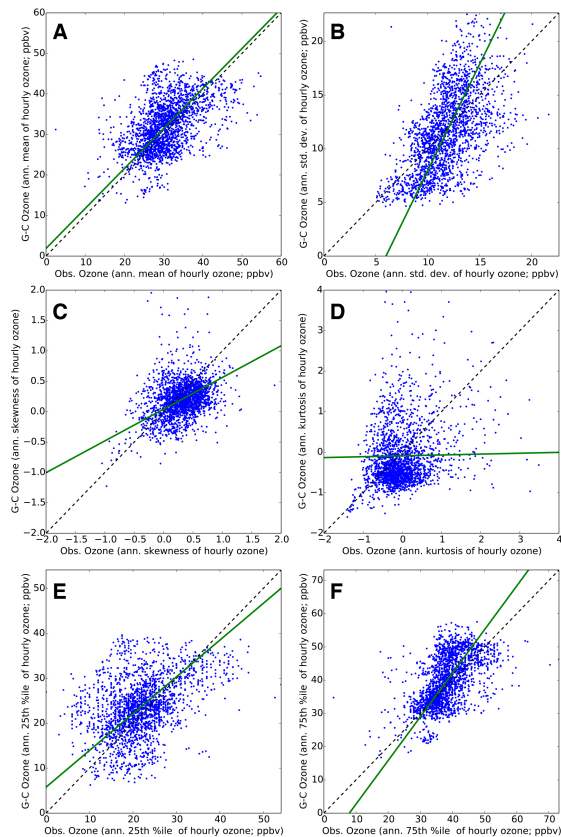 A
G-C Ozone (ann. mean of hourly ozone; ppbv)
60
50
40
30
20
10
0
0 10 20 30 40 50 60
Obs. Ozone (ann. mean of hourly ozone; ppbv)
B
G-C Ozone (ann. std. dev. of hourly ozone; ppbv)
20
15
10
5
0
0 5 10 15 20
Obs. Ozone (ann. std. dev. of hourly ozone; ppbv)
C
G-C Ozone (ann. skewness of hourly ozone)
2.0
1.5
1.0
0.5
0.0
−0.5
−1.0
−1.5
−2.0
−2.0 −1.5 −1.0 −0.5 0.0 0.5 1.0 1.5 2.0
Obs. Ozone (ann. skewness of hourly ozone)
D
G-C Ozone (ann. kurtosis of hourly ozone)
4
3
2
1
0
−1
−2
−2 −1 0 1 2 3 4
Obs. Ozone (ann. kurtosis of hourly ozone)
E
G-C Ozone (ann. 25th %ile of hourly ozone; ppbv)
50
40
30
20
10
0
0 10 20 30 40 50
Obs. Ozone (ann. 25th %ile of hourly ozone; ppbv)
F
G-C Ozone (ann. 75th %ile of hourly ozone; ppbv)
70
60
50
40
30
20
10
0
0 10 20 30 40 50 60 70
Obs. Ozone (ann. 75th %ile of hourly ozone; ppbv)